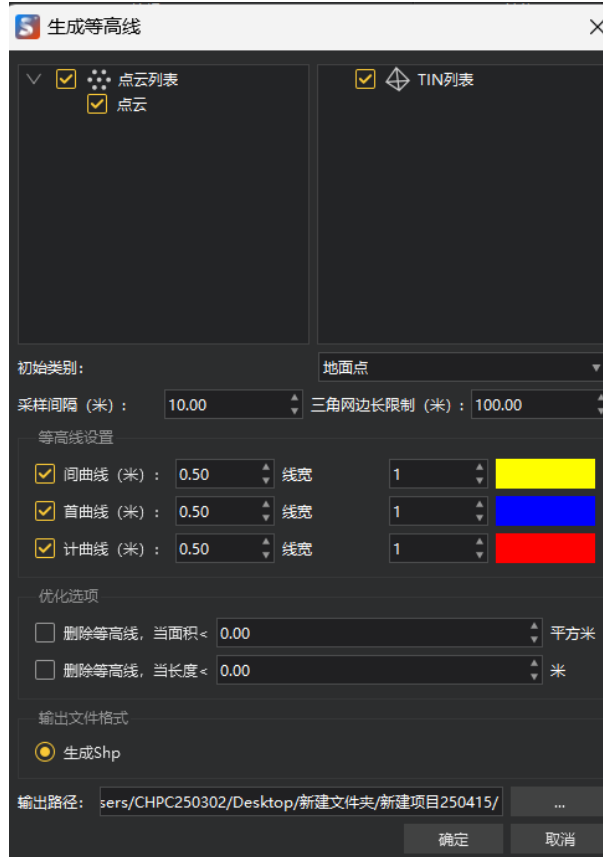 生成等高线
点云列表
点云
TIN列表
初始类别: 地面点
采样间隔（米）: 10.00 三角网边长限制（米）: 100.00
等高线设置
间曲线（米）: 0.50 线宽 1
首曲线（米）: 0.50 线宽 1
计曲线（米）: 0.50 线宽 1
优化选项
删除等高线，当面积< 0.00 平方米
删除等高线，当长度< 0.00 米
输出文件格式
生成Shp
输出路径: sers/CHPC250302/Desktop/新建文件夹/新建项目250415/ ...
确定 取消